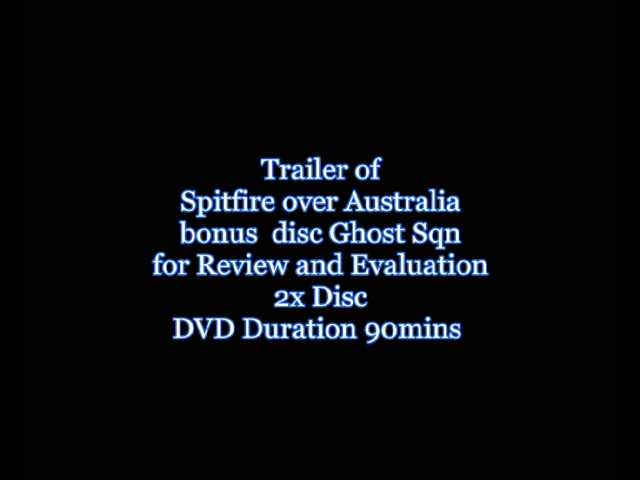 Trailer of
Spitfire over Australia
bonus  disc Ghost Sqn
for Review and Evaluation
2x Disc
DVD Duration 90mins